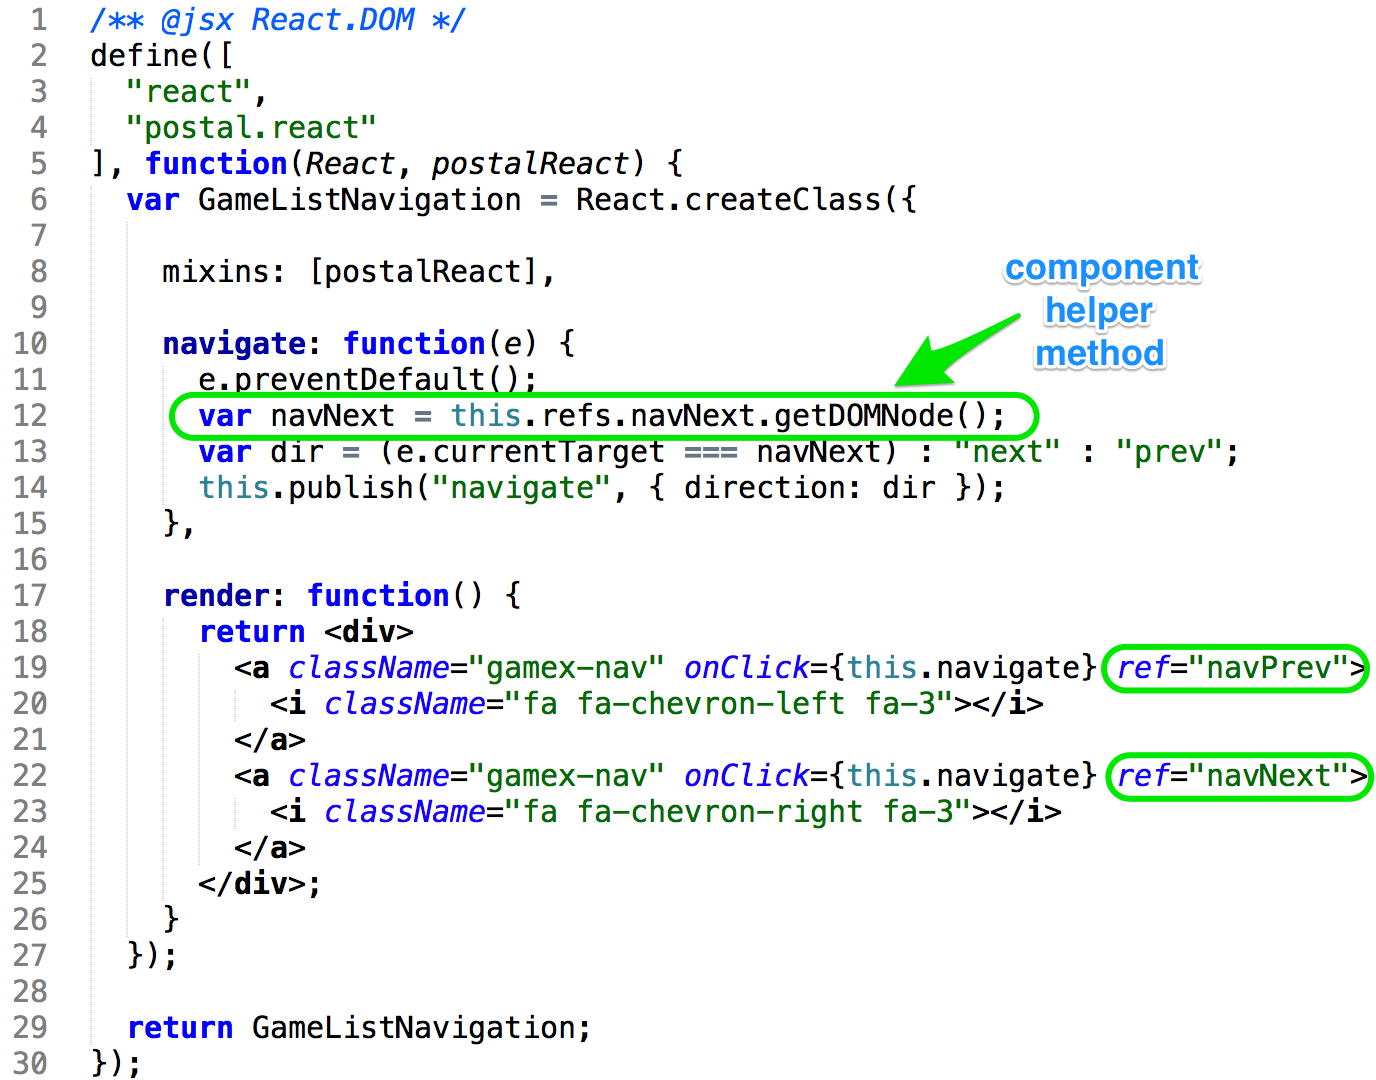 1 /** @jsx React.DOM */
2 define([
3 "react",
4 "postal.react"
5 ], function(React, postalReact) {
6 var GameListNavigation = React.createClass({
7
8 mixins: [postalReact],
9
10 navigate: function(e) {
11 e.preventDefault();
12 var navNext = this.refs.navNext.getDOMNode();
13 var dir = (e.currentTarget === navNext) : "next" : "prev";
14 this.publish("navigate", { direction: dir });
15 },
16
17 render: function() {
18 return <div>
19 <a className="gamex-nav" onClick={this.navigate} ref="navPrev">
20 <i className="fa fa-chevron-left fa-3"></i>
21 </a>
22 <a className="gamex-nav" onClick={this.navigate} ref="navNext">
23 <i className="fa fa-chevron-right fa-3"></i>
24 </a>
25 </div>;
26 }
27 });
28
29 return GameListNavigation;
30 });
component
helper
method